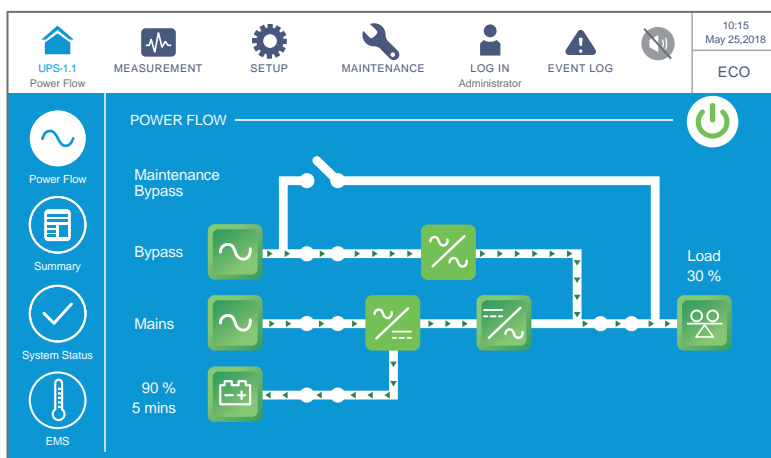 10:15
May 25,2018
UPS-1.1
Power Flow
MEASUREMENT
SETUP
MAINTENANCE
LOG IN
Administrator
EVENT LOG
ECO
POWER FLOW
Power Flow
Summary
System Status
EMS
Maintenance
Bypass
Bypass
Mains
90 %
5 mins
Load
30 %